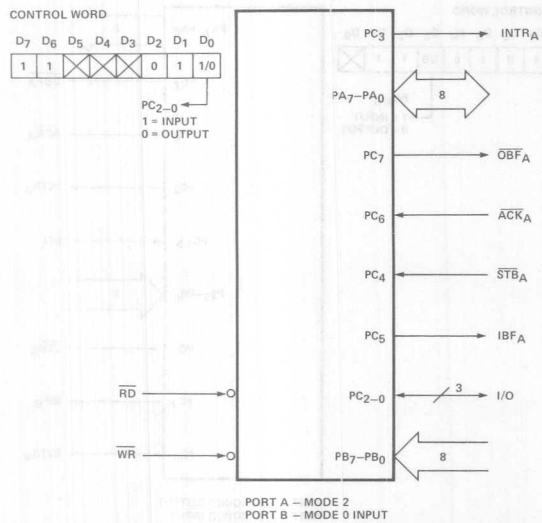 CONTROL WORD
D7 D6 D5 D4 D3 D2 D1 D0
1 1 0 1 1/0
PC2–0
1 = INPUT
0 = OUTPUT
PC3 INTRA
PA7–PA0 8
PC7 OBFA
PC6 ACKA
PC4 STBA
PC5 IBFA
RD PC2–0 3 I/O
WR PB7–PB0 8
PORT A – MODE 2
PORT B – MODE 0 INPUT